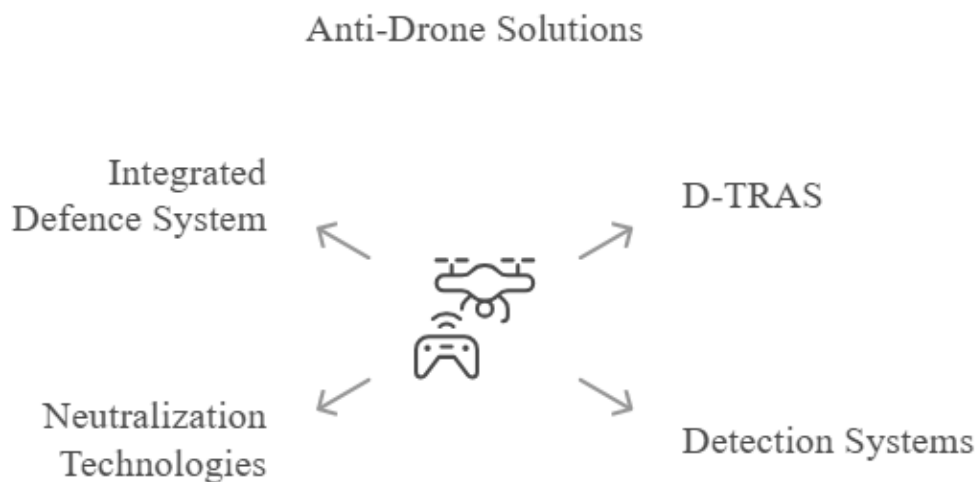 Anti-Drone Solutions
Integrated
Defence System
D-TRAS
Neutralization
Technologies
Detection Systems